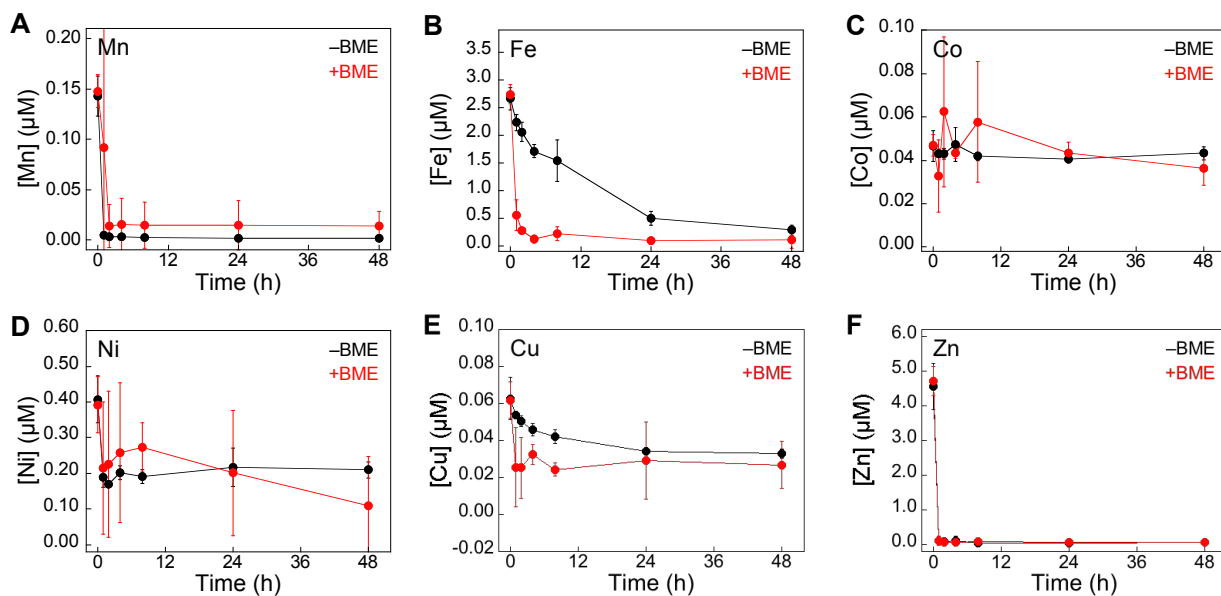 A
Mn
–BME
+BME
[Mn] (µM)
0.20
0.15
0.10
0.05
0.00
0 12 24 36 48
Time (h)
B
Fe
–BME
+BME
[Fe] (µM)
3.5
3.0
2.5
2.0
1.5
1.0
0.5
0.0
0 12 24 36 48
Time (h)
C
Co
–BME
+BME
[Co] (µM)
0.10
0.08
0.06
0.04
0.02
0.00
0 12 24 36 48
Time (h)
D
Ni
–BME
+BME
[Ni] (µM)
0.60
0.50
0.40
0.30
0.20
0.10
0.00
0 12 24 36 48
Time (h)
E
Cu
–BME
+BME
[Cu] (µM)
0.10
0.08
0.06
0.04
0.02
0.00
-0.02
0 12 24 36 48
Time (h)
F
Zn
–BME
+BME
[Zn] (µM)
6.0
5.0
4.0
3.0
2.0
1.0
0.0
0 12 24 36 48
Time (h)